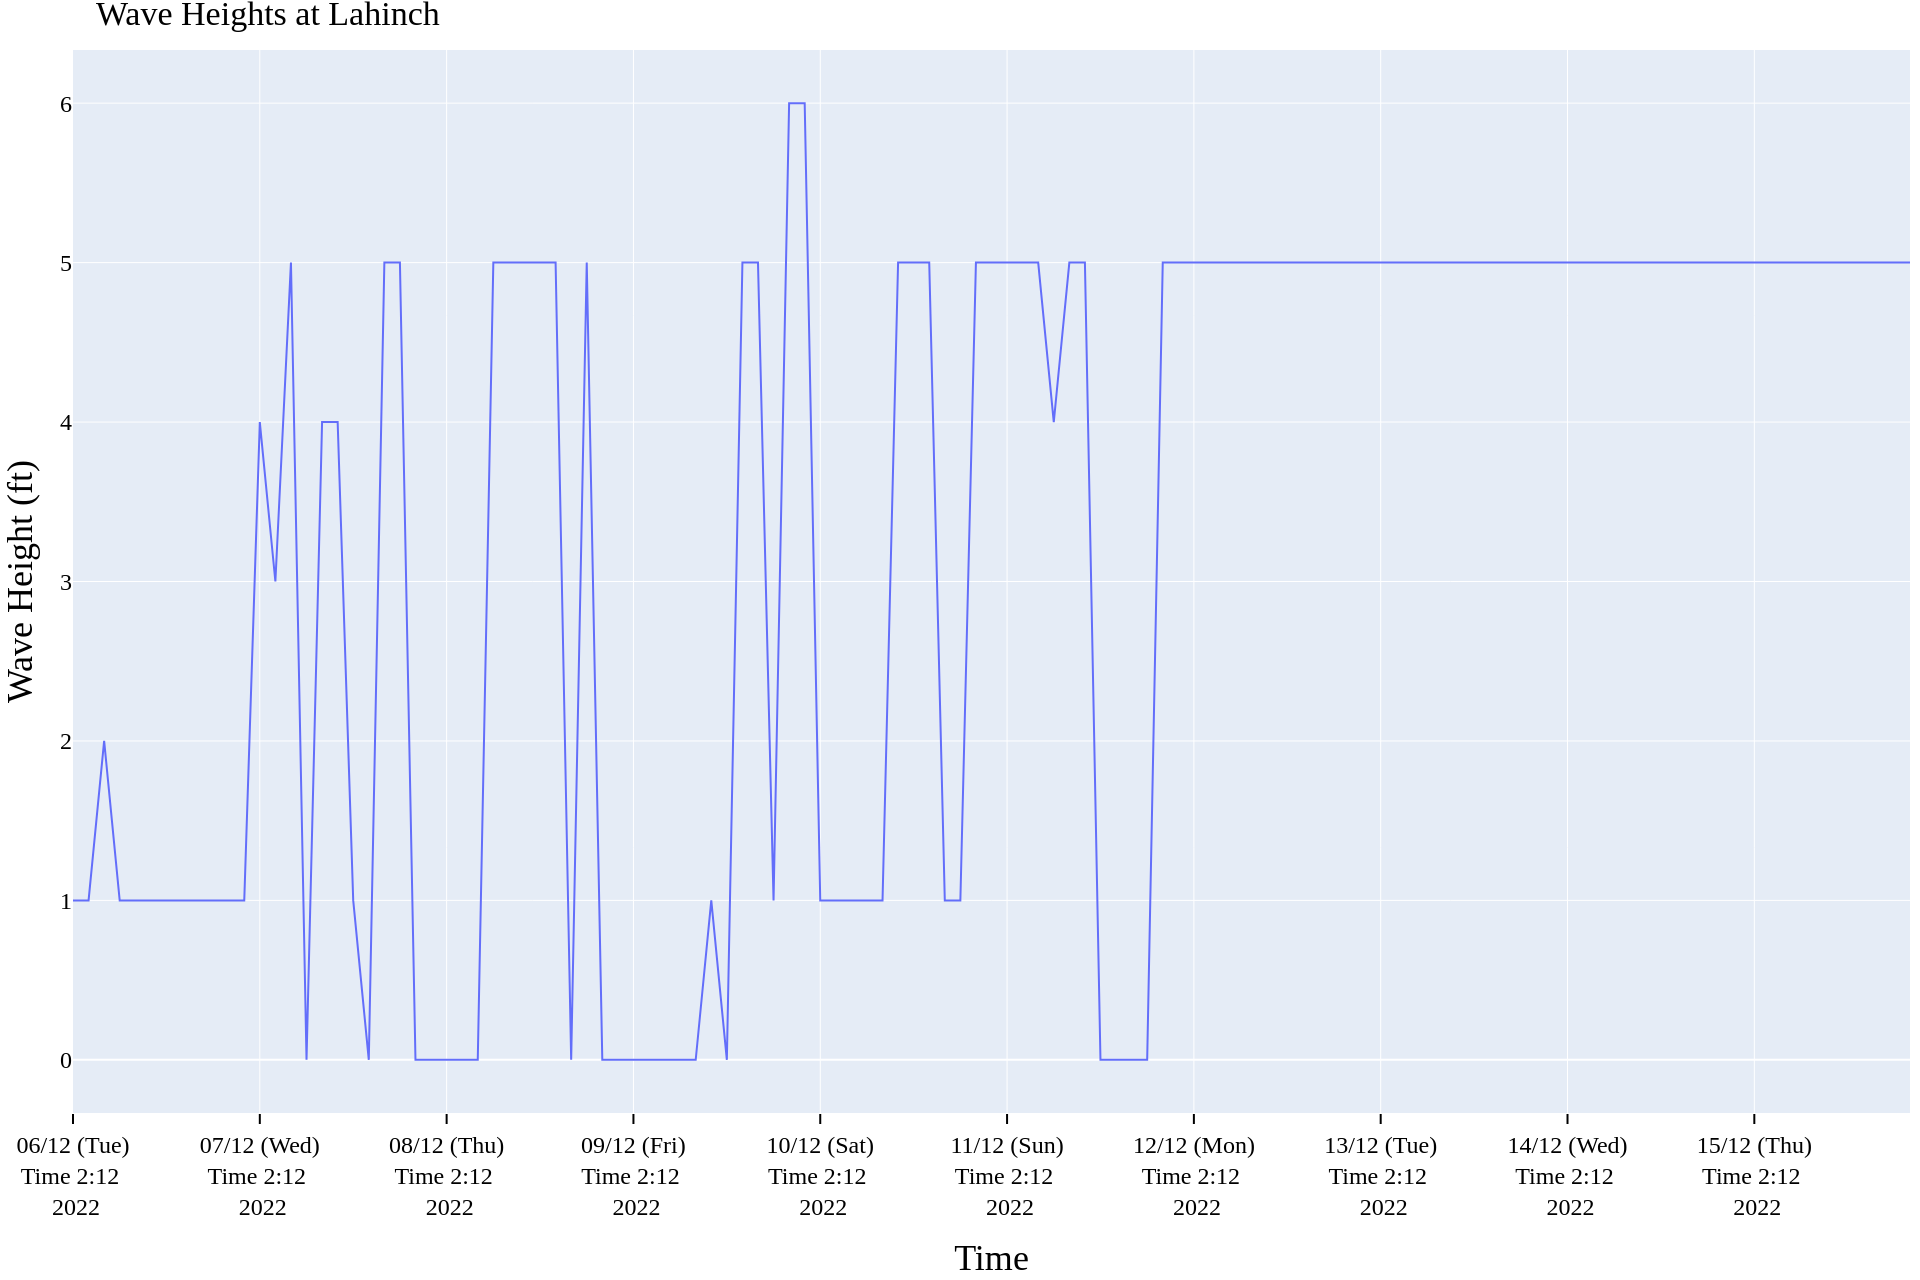 Wave Heights at Lahinch
Wave Height (ft)
6
5
4
3
2
1
0
06/12 (Tue)
Time 2:12
2022
07/12 (Wed)
Time 2:12
2022
08/12 (Thu)
Time 2:12
2022
09/12 (Fri)
Time 2:12
2022
10/12 (Sat)
Time 2:12
2022
11/12 (Sun)
Time 2:12
2022
12/12 (Mon)
Time 2:12
2022
13/12 (Tue)
Time 2:12
2022
14/12 (Wed)
Time 2:12
2022
15/12 (Thu)
Time 2:12
2022
Time